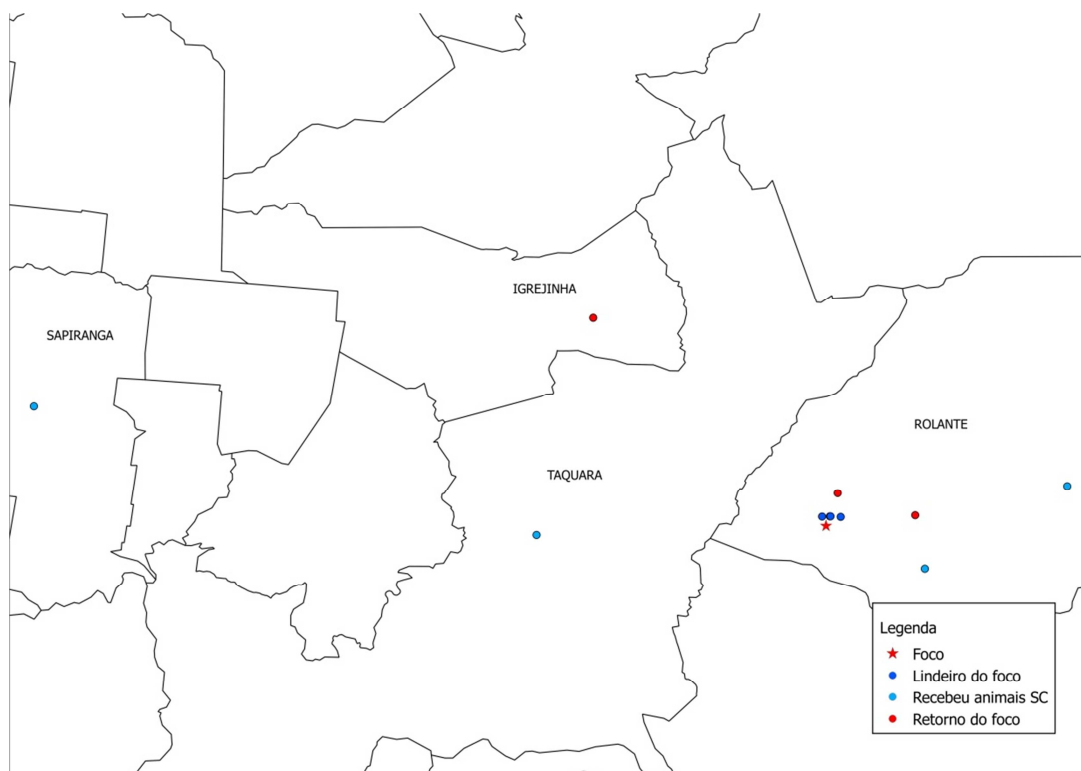 IGREJINHA
SAPIRANGA
ROLANTE
TAQUARA
Legenda
Foco
Lindeiro do foco
Recebeu animais SC
Retorno do foco